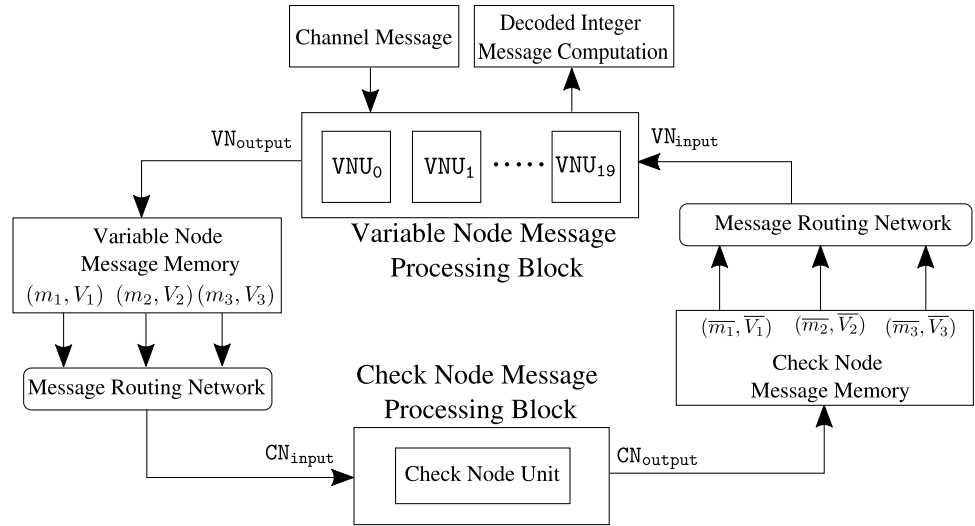 Channel Message
Decoded Integer
Message Computation
VN_output
VNU_0 VNU_1 ····· VNU_19
VN_input
Variable Node Message
Processing Block
Variable Node
Message Memory
(m_1, V_1) (m_2, V_2) (m_3, V_3)
Message Routing Network
Message Routing Network
(m̅_1, V̅_1) (m̅_2, V̅_2) (m̅_3, V̅_3)
Check Node
Message Memory
Check Node Message
Processing Block
CN_input
Check Node Unit
CN_output